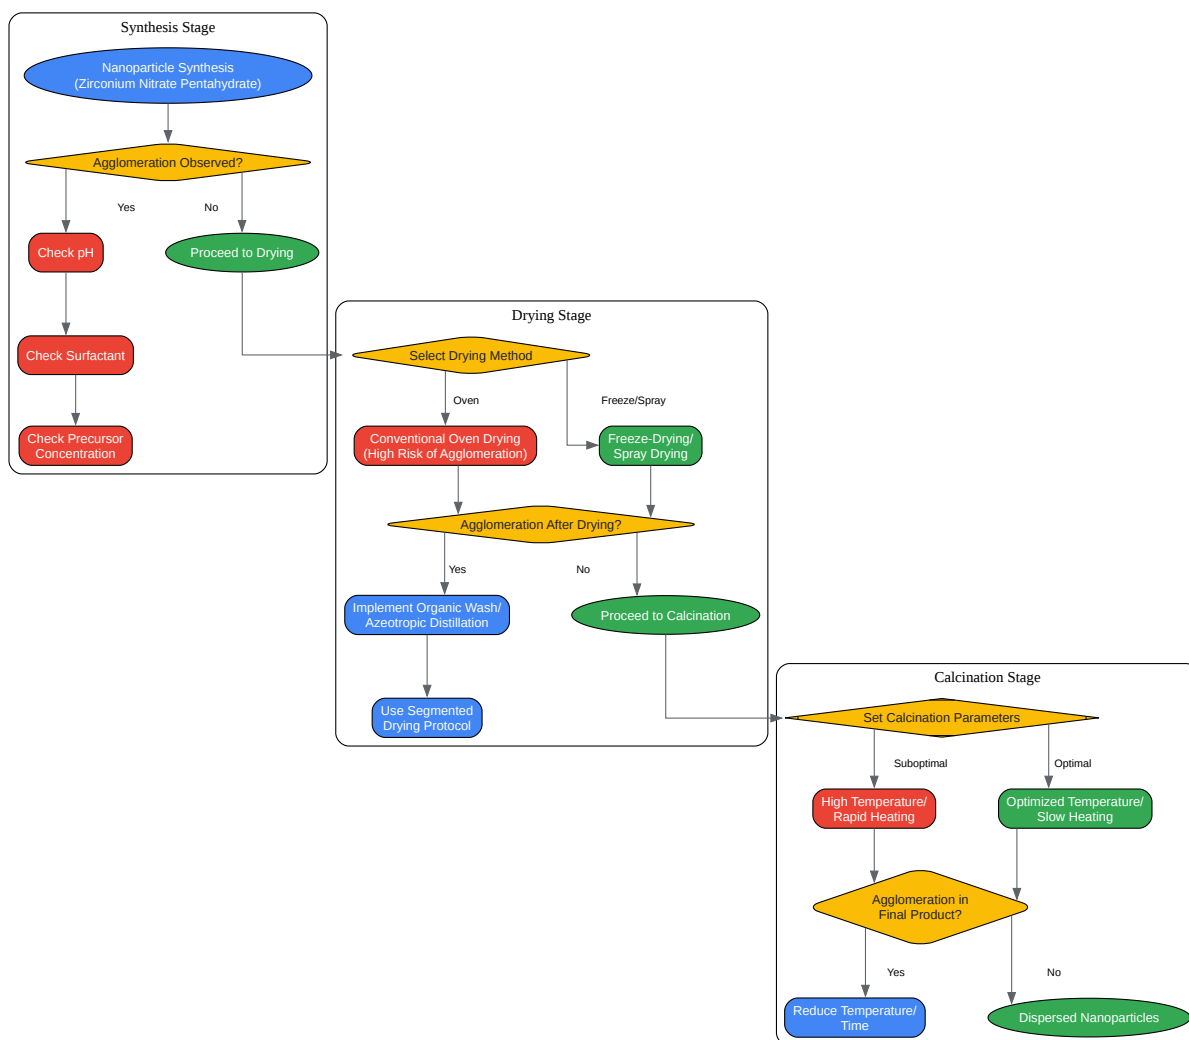 Synthesis Stage
Nanoparticle Synthesis
(Zirconium Nitrate Pentahydrate)
Agglomeration Observed?
Yes
No
Check pH
Proceed to Drying
Check Surfactant
Check Precursor
Concentration
Drying Stage
Select Drying Method
Oven
Freeze/Spray
Conventional Oven Drying
(High Risk of Agglomeration)
Freeze-Drying/
Spray Drying
Agglomeration After Drying?
Yes
No
Implement Organic Wash/
Azeotropic Distillation
Proceed to Calcination
Use Segmented
Drying Protocol
Calcination Stage
Set Calcination Parameters
Suboptimal
Optimal
High Temperature/
Rapid Heating
Optimized Temperature/
Slow Heating
Agglomeration in
Final Product?
Yes
No
Reduce Temperature/
Time
Dispersed Nanoparticles